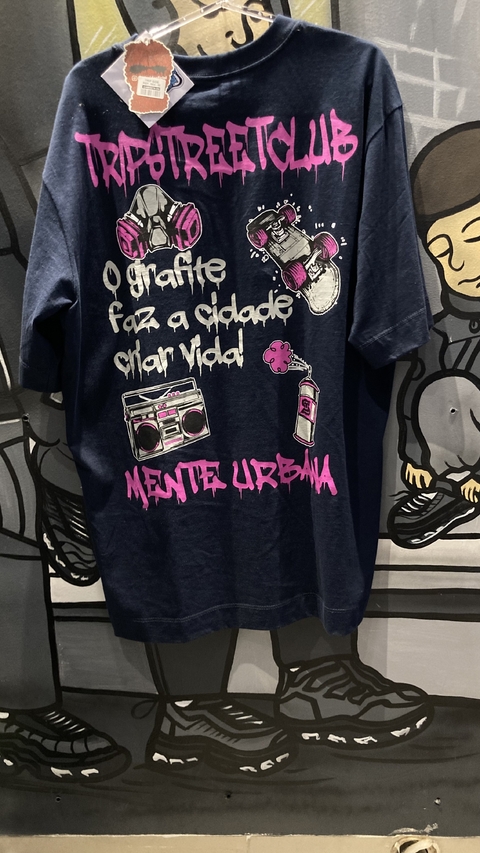 TRIPSTREETCLUB
O grafite
faz a cidade
criar vida!
MENTE URBANA